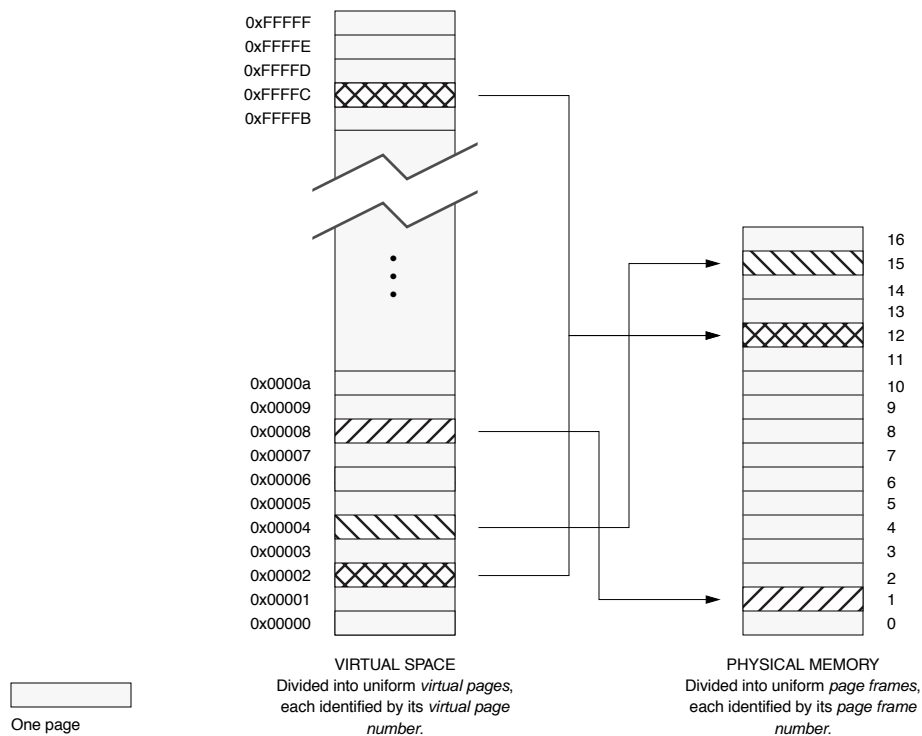 0xFFFFF
0xFFFFE
0xFFFFD
0xFFFFC
0xFFFFB
0x0000a
0x00009
0x00008
0x00007
0x00006
0x00005
0x00004
0x00003
0x00002
0x00001
0x00000
16
15
14
13
12
11
10
9
8
7
6
5
4
3
2
1
0
VIRTUAL SPACE
Divided into uniform virtual pages,
each identified by its virtual page
number.
PHYSICAL MEMORY
Divided into uniform page frames,
each identified by its page frame
number.
One page